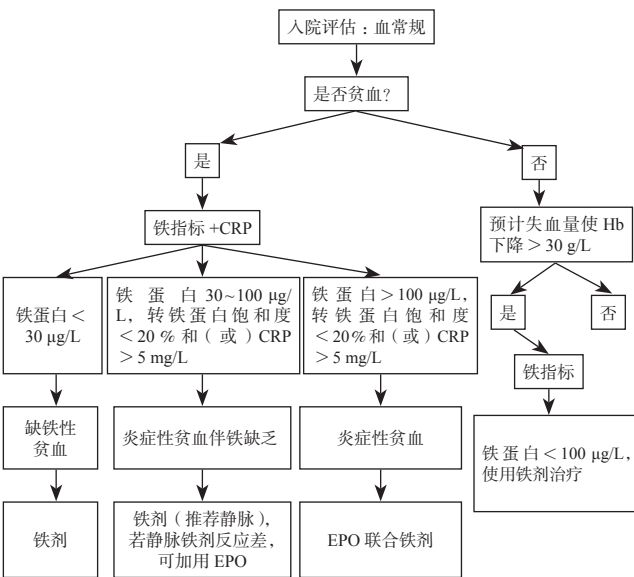 入院评估：血常规
是否贫血？
是
否
铁指标 +CRP
预计失血量使 Hb
下降＞30 g/L
铁蛋白＜
30 μg/L
铁蛋白30~100 μg/
L，转铁蛋白饱和度
＜20 % 和（或）CRP
＞5 mg/L
铁蛋白＞100 μg/L，
转铁蛋白饱和度
＜20%和（或）CRP
＞5 mg/L
是
否
铁指标
缺铁性
贫血
炎症性贫血伴铁缺乏
炎症性贫血
铁蛋白＜100 μg/L，
使用铁剂治疗
铁剂
铁剂（推荐静脉），
若静脉铁剂反应差，
可加用 EPO
EPO 联合铁剂